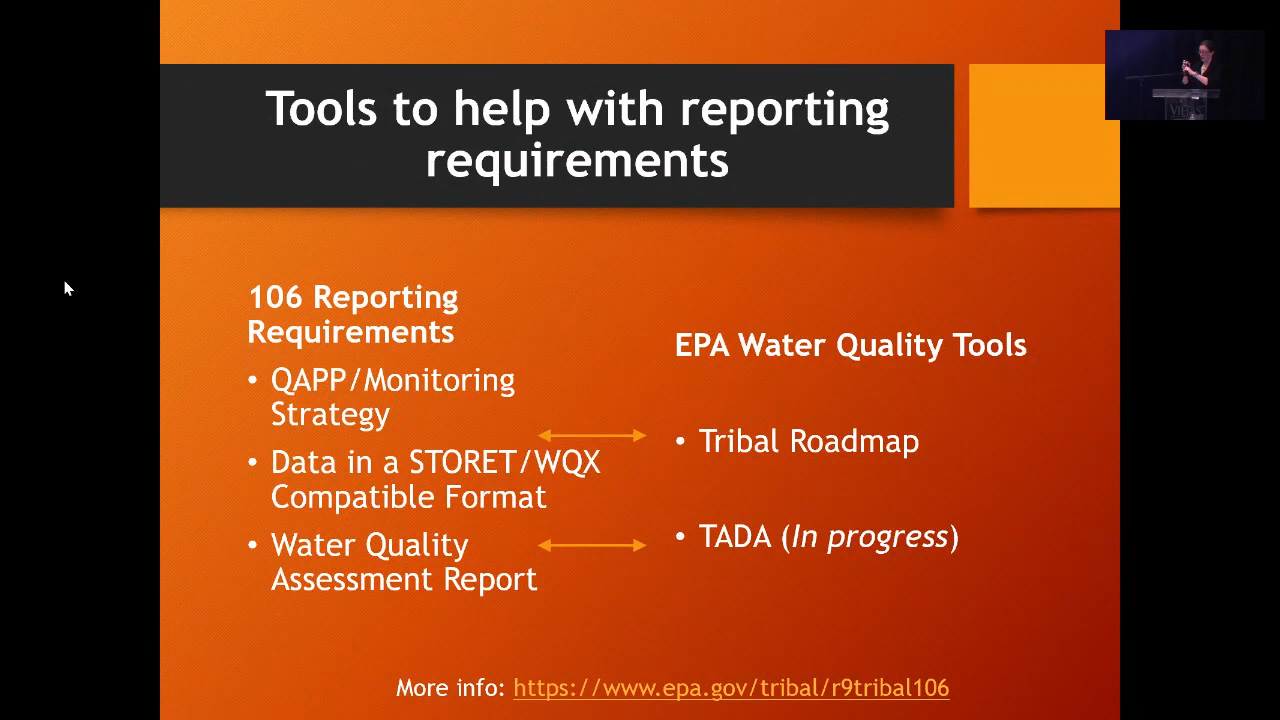 Tools to help with reporting
requirements
106 Reporting
Requirements
• QAPP/Monitoring
Strategy
• Data in a STORET/WQX
Compatible Format
• Water Quality
Assessment Report
EPA Water Quality Tools
• Tribal Roadmap
• TADA (In progress)
More info: https://www.epa.gov/tribal/r9tribal106